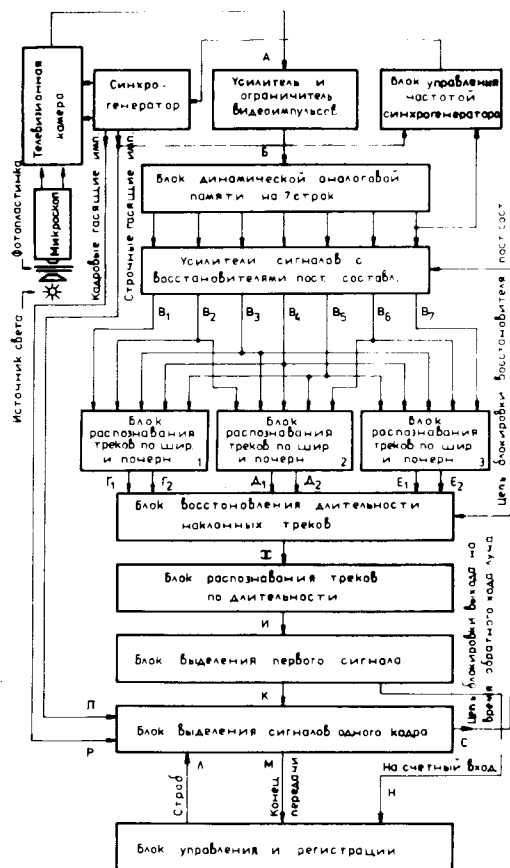 А
Телевизионная
камера
Синхро-
генератор
Усилитель и
ограничитель
видеоимпульсов
Блок управления
частотой
синхрогенератора
Б
Фотопластинка
Микроскоп
Источник света
Кадровые гасящие имп.
Строчные гасящие имп.
Блок динамической аналоговой
памяти на 7 строк
Усилители сигналов с
восстановителями пост. составл.
Цепь блокировки восстановителя пост. сост.
В1 В2 В3 В4 В5 В6 В7
Блок
распознавания
треков по шир.
и почерн. 1
Блок
распознавания
треков по шир
и почерн 2
Блок
распознавания
треков по шир
и почерн. 3
Г1 Г2 Д1 Д2 Е1 Е2
Блок восстоновления длительности
наклонных треков
Ж
Блок распознавания треков
по длительности
И
Блок выделения первого сигнала
Цепь блокировки выхода на
время обратного хода луча
К
П
Р
Блок выделения сигналов одного кадра
С
Л
М
На счетный вход
Н
Строб
Конец
передачи
Блок управления и регистрации